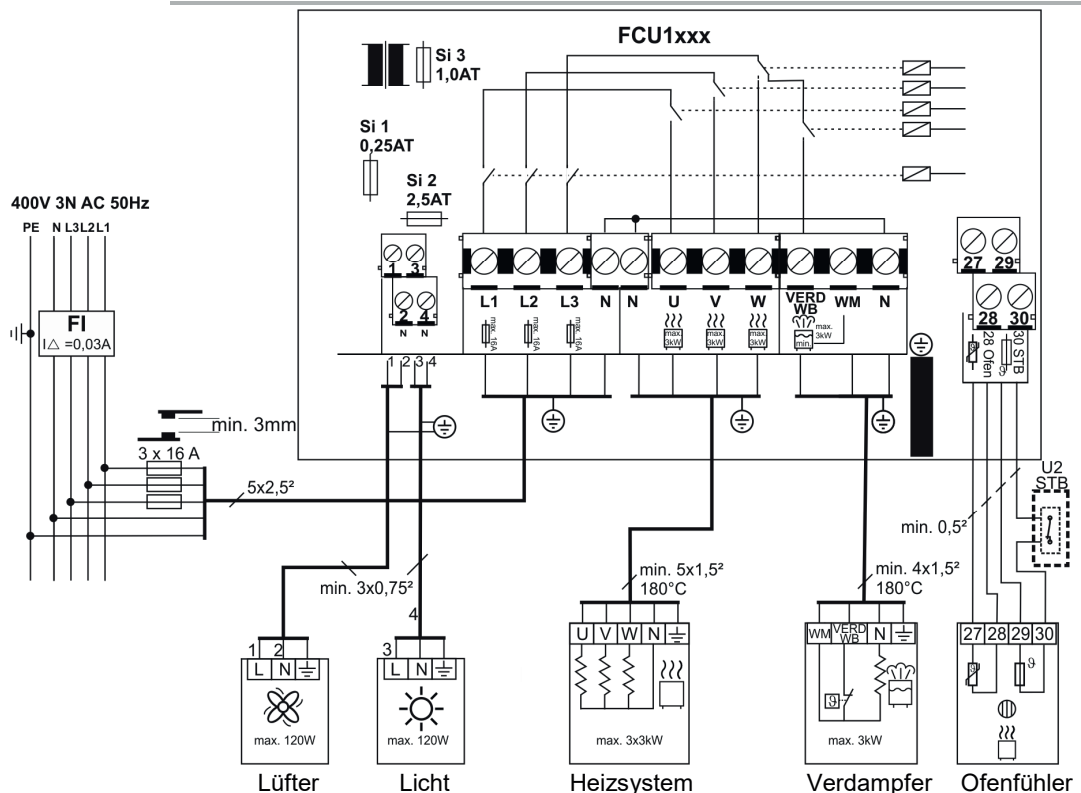 FCU1xxx
Si 3
1,0AT
Si 1
0,25AT
Si 2
2,5AT
400V 3N AC 50Hz
PE N L3 L2 L1
FI
I△ =0,03A
1 3
2 4
N N
L1 L2 L3 N N U V W VERD WB WM N
max. 16A max. 16A max. 16A
max. 3kW max. 3kW max. 3kW
min.
max. 3kW
27 29
28 30
28 Ofen
30 STB
ϑ
ϑ
1 2 3 4
min. 3mm
3 x 16 A
5x2,5²
U2
STB
min. 0,5²
min. 3x0,75²
min. 5x1,5²
180°C
min. 4x1,5²
180°C
4
1 2
L N
max. 120W
Lüfter
3
L N
max. 120W
Licht
U V W N
max. 3x3kW
Heizsystem
WM VERD WB N
ϑ
max. 3kW
Verdampfer
27 28 29 30
ϑ
ϑ
Ofenfühler